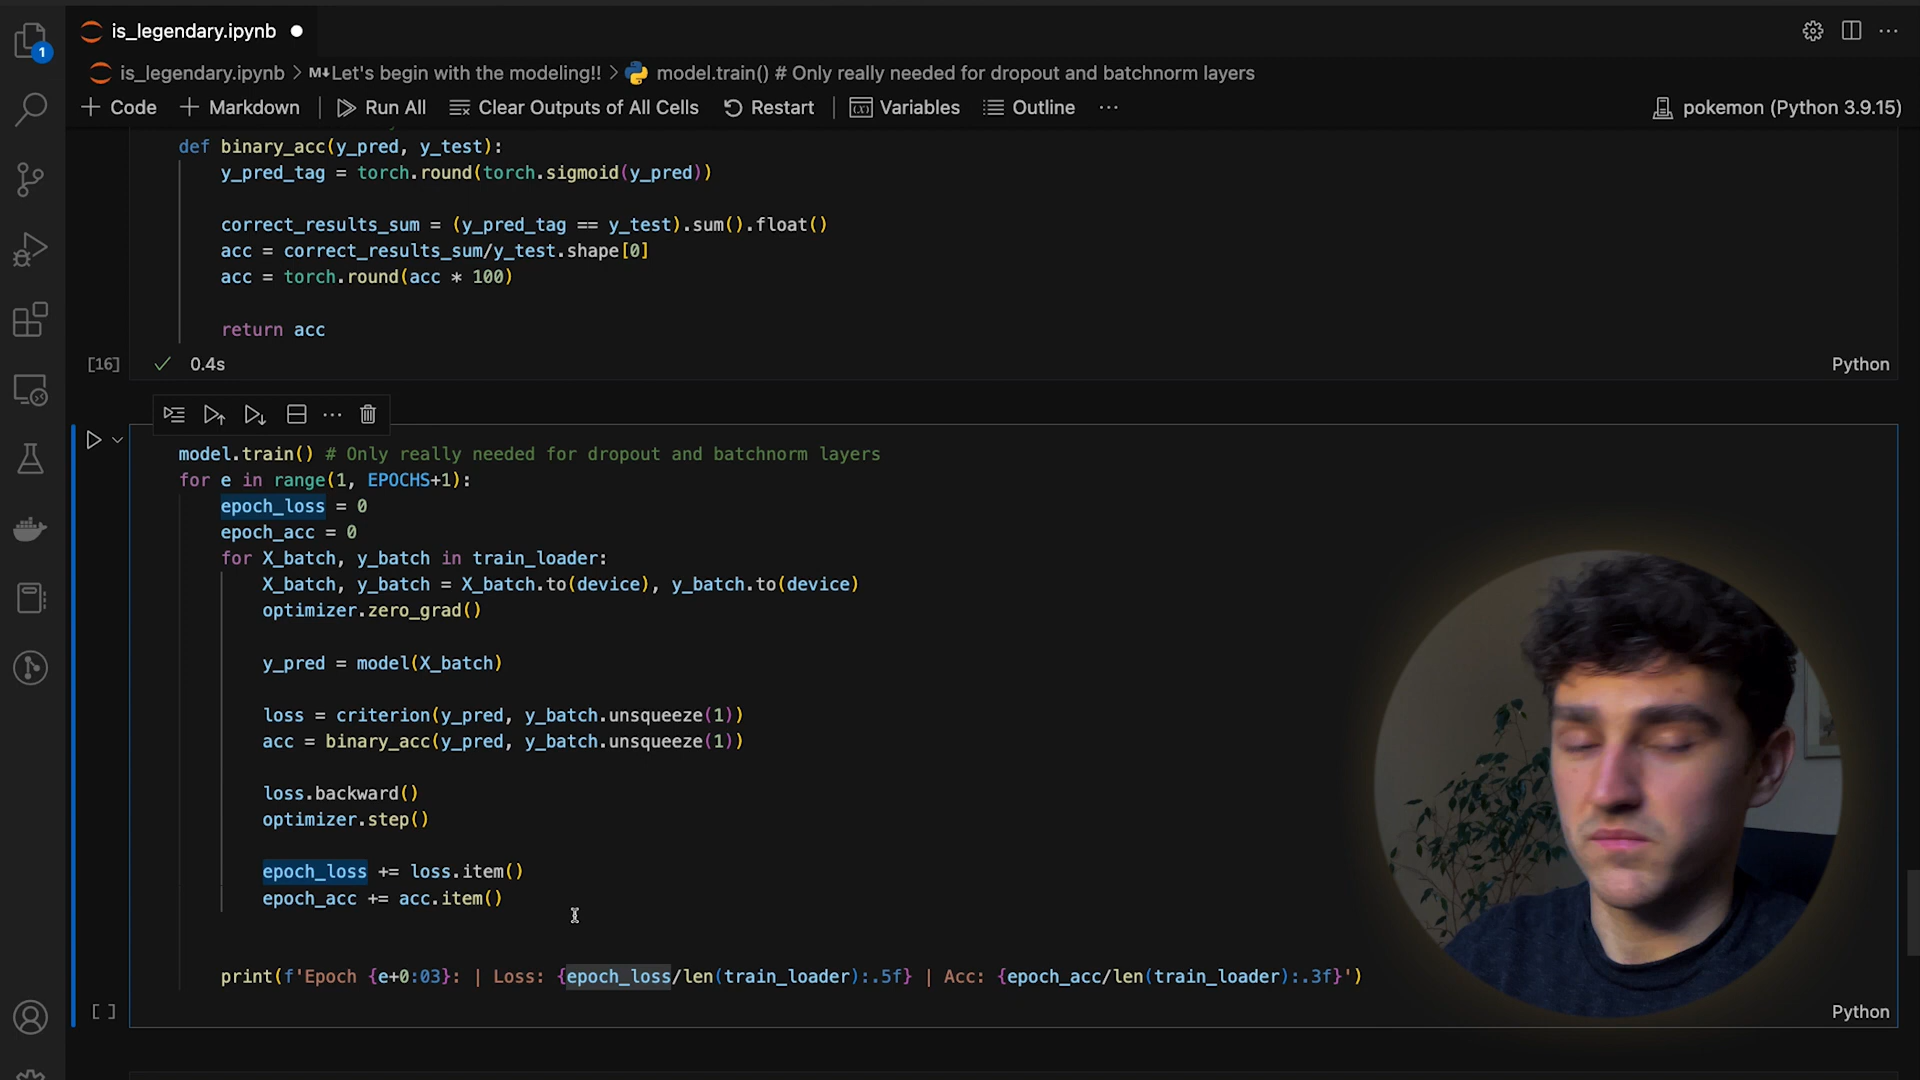 is_legendary.ipynb
1
is_legendary.ipynb > M↓Let's begin with the modeling!! > model.train() # Only really needed for dropout and batchnorm layers
+ Code + Markdown Run All Clear Outputs of All Cells Restart Variables Outline ··· pokemon (Python 3.9.15)
def binary_acc(y_pred, y_test):
y_pred_tag = torch.round(torch.sigmoid(y_pred))
correct_results_sum = (y_pred_tag == y_test).sum().float()
acc = correct_results_sum/y_test.shape[0]
acc = torch.round(acc * 100)
return acc
[16] 0.4s Python
model.train() # Only really needed for dropout and batchnorm layers
for e in range(1, EPOCHS+1):
epoch_loss = 0
epoch_acc = 0
for X_batch, y_batch in train_loader:
X_batch, y_batch = X_batch.to(device), y_batch.to(device)
optimizer.zero_grad()
y_pred = model(X_batch)
loss = criterion(y_pred, y_batch.unsqueeze(1))
acc = binary_acc(y_pred, y_batch.unsqueeze(1))
loss.backward()
optimizer.step()
epoch_loss += loss.item()
epoch_acc += acc.item()
print(f'Epoch {e+0:03}: | Loss: {epoch_loss/len(train_loader):.5f} | Acc: {epoch_acc/len(train_loader):.3f}')
[ ] Python